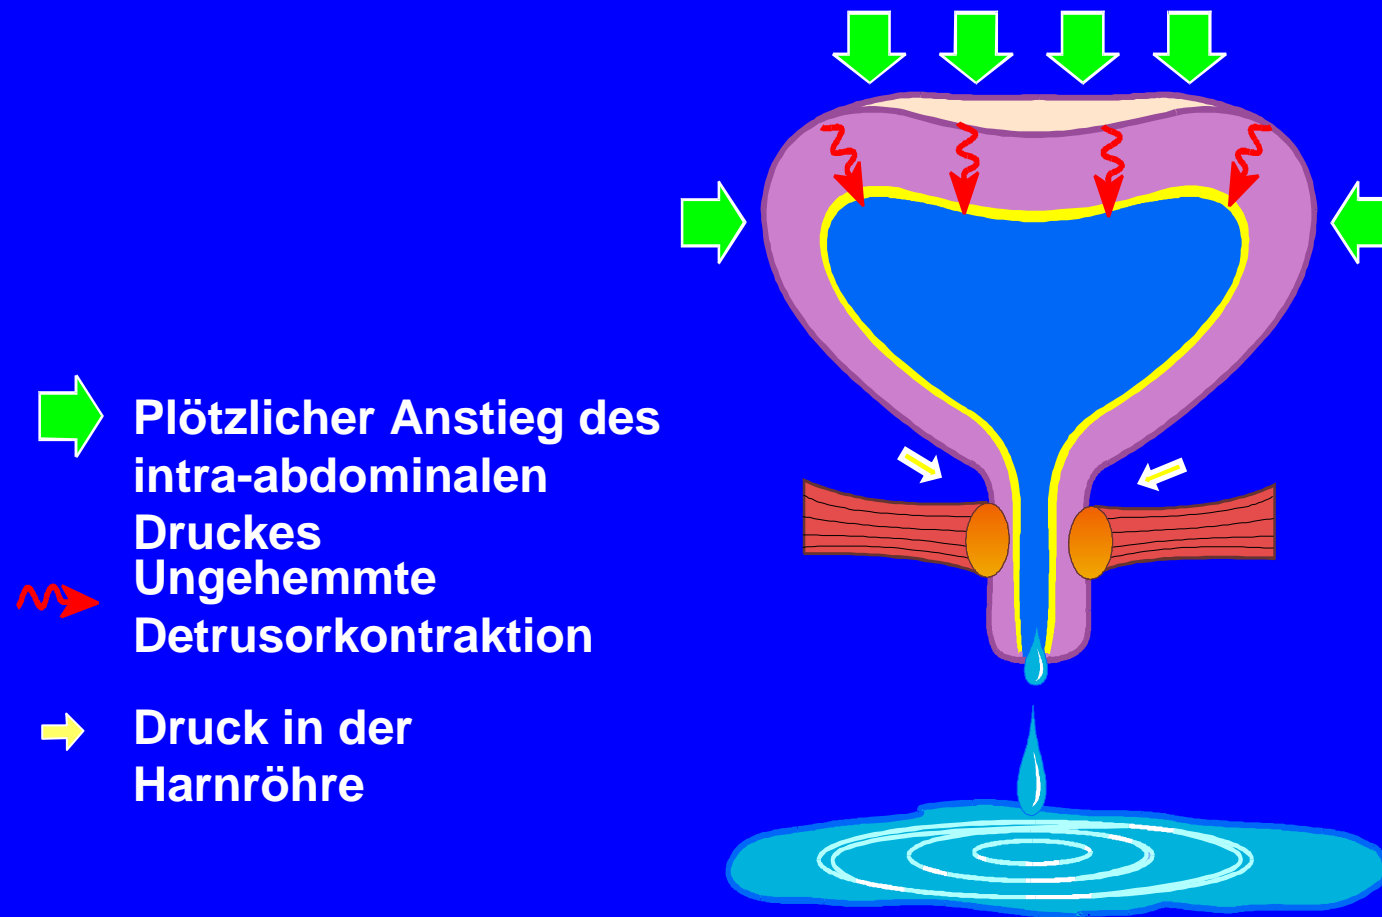 Plötzlicher Anstieg des
intra-abdominalen
Druckes
Ungehemmte
Detrusorkontraktion
Druck in der
Harnröhre